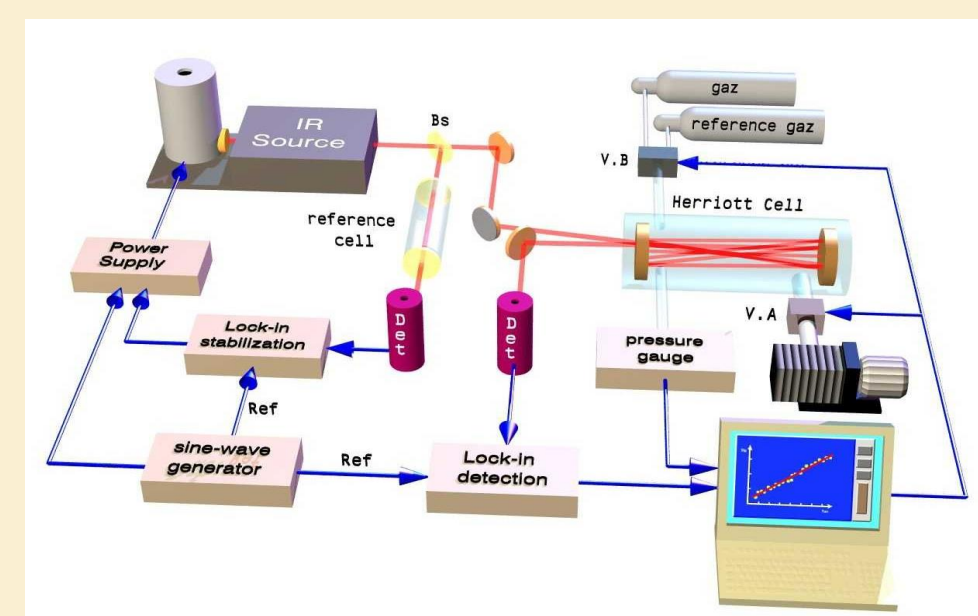 gaz
reference gaz
IR
Source
Bs
V.B
Herriott Cell
reference
cell
Power
Supply
Det
Det
V.A
Lock-in
stabilization
pressure
gauge
Ref
sine-wave
generator
Ref
Lock-in
detection